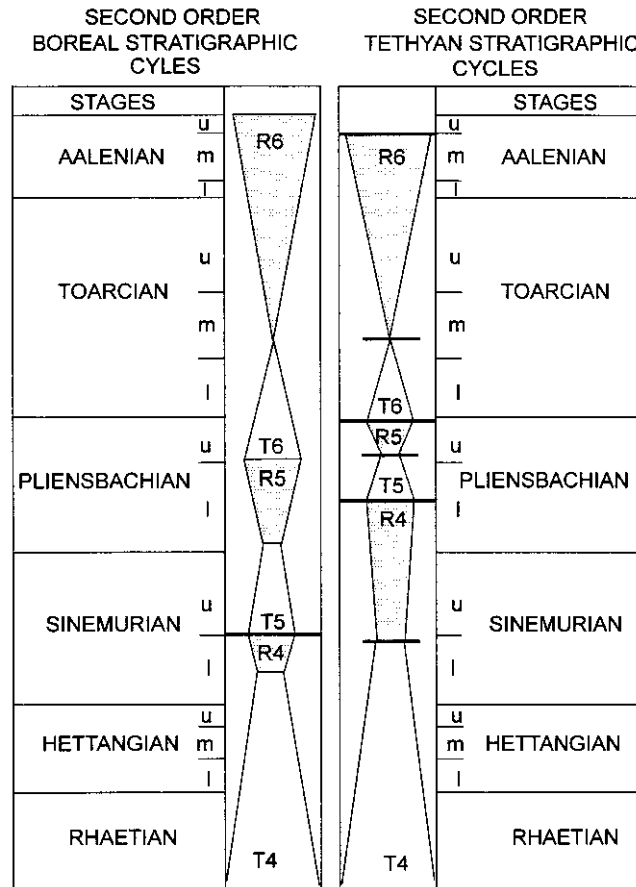 SECOND ORDER
BOREAL STRATIGRAPHIC
CYLES
STAGES
AALENIAN
u
m
l
TOARCIAN
u
m
l
PLIENSBACHIAN
u
l
SINEMURIAN
u
l
HETTANGIAN
u
m
l
RHAETIAN
R6
T6
R5
T5
R4
T4
SECOND ORDER
TETHYAN STRATIGRAPHIC
CYCLES
R6
T6
R5
T5
R4
T4
STAGES
u
m
l
AALENIAN
u
m
l
TOARCIAN
u
l
PLIENSBACHIAN
u
l
SINEMURIAN
u
m
l
HETTANGIAN
RHAETIAN